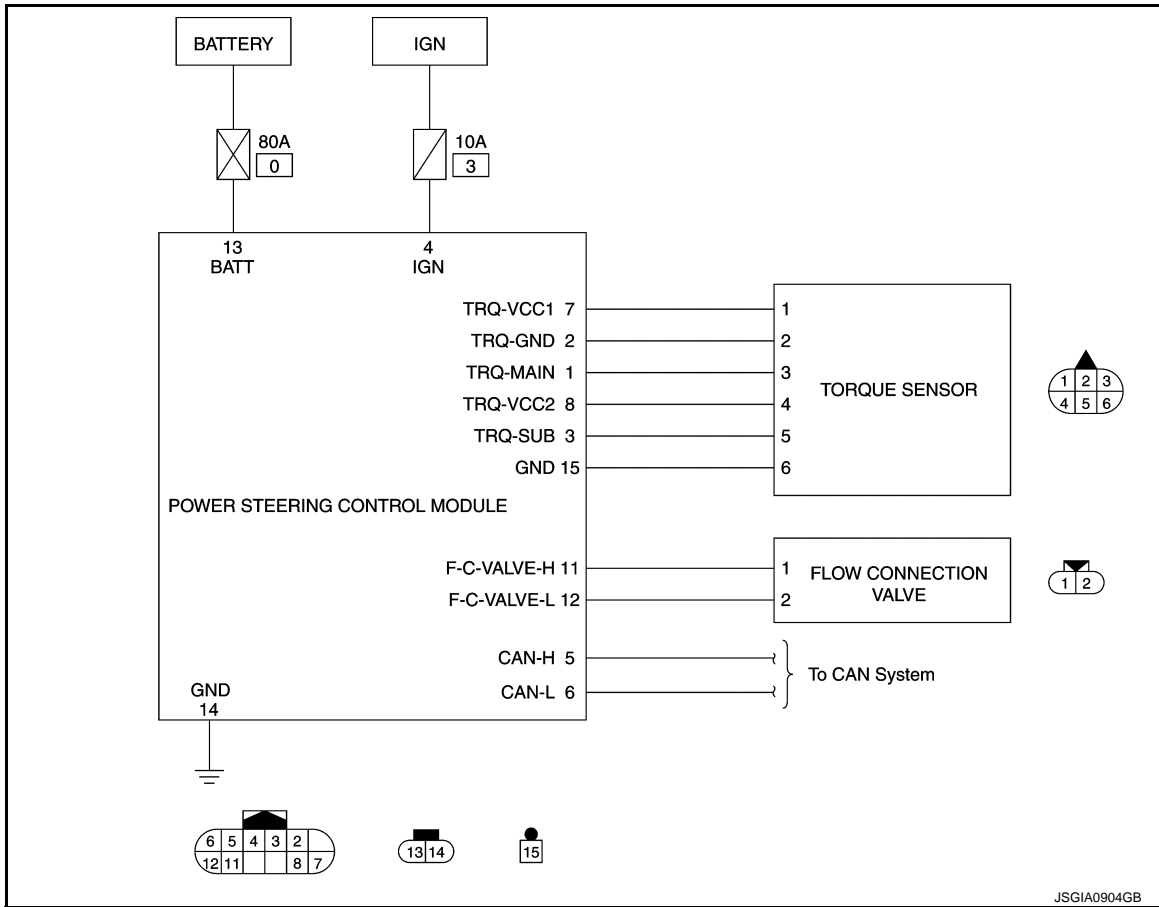 BATTERY
IGN
80A
0
10A
3
13
BATT
4
IGN
TRQ-VCC1 7
TRQ-GND 2
TRQ-MAIN 1
TRQ-VCC2 8
TRQ-SUB 3
GND 15
1
2
3
4
5
6
TORQUE SENSOR
1 2 3
4 5 6
POWER STEERING CONTROL MODULE
F-C-VALVE-H 11
F-C-VALVE-L 12
1
2
FLOW CONNECTION
VALVE
1 2
CAN-H 5
CAN-L 6
To CAN System
GND
14
6 5 4 3 2
12 11 8 7
13 14
15
JSGIA0904GB